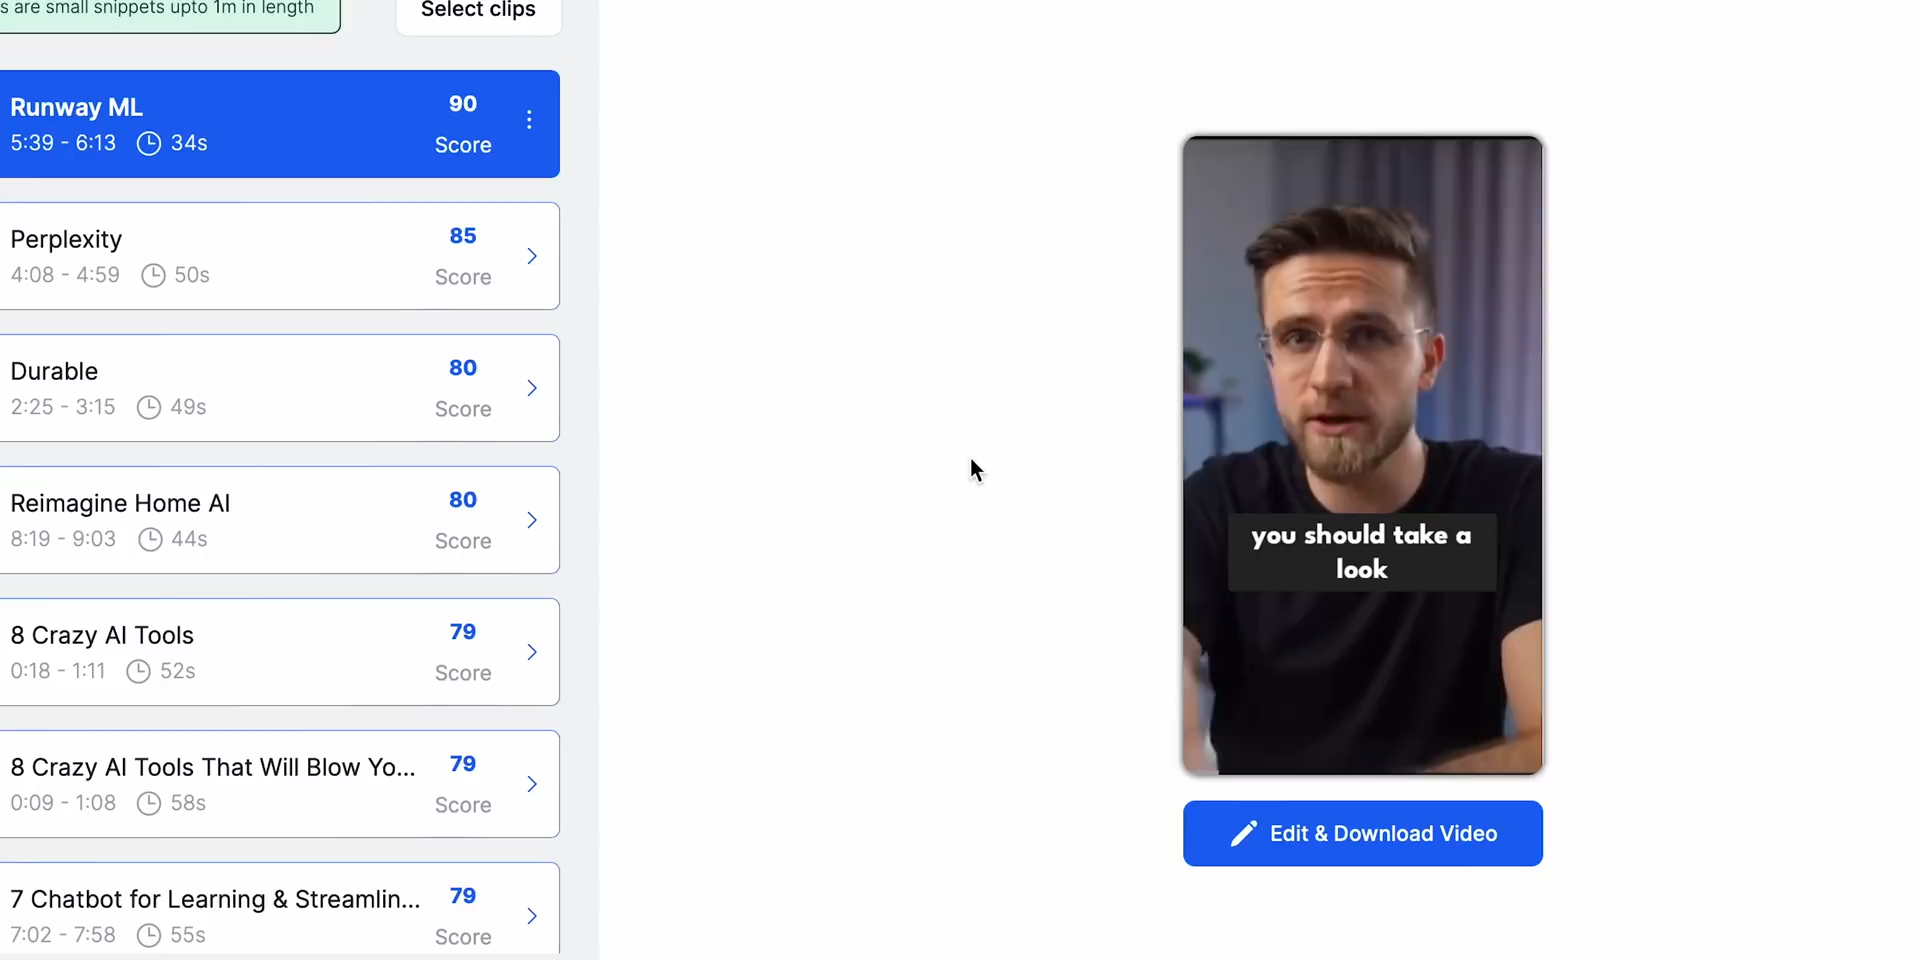 s are small snippets upto 1m in length
Select clips
Runway ML
90
5:39 - 6:13 34s
Score
Perplexity
85
4:08 - 4:59 50s
Score
Durable
80
2:25 - 3:15 49s
Score
Reimagine Home AI
80
8:19 - 9:03 44s
Score
8 Crazy AI Tools
79
0:18 - 1:11 52s
Score
8 Crazy AI Tools That Will Blow Yo...
79
0:09 - 1:08 58s
Score
7 Chatbot for Learning & Streamlin...
79
7:02 - 7:58 55s
Score
you should take a
look
Edit & Download Video